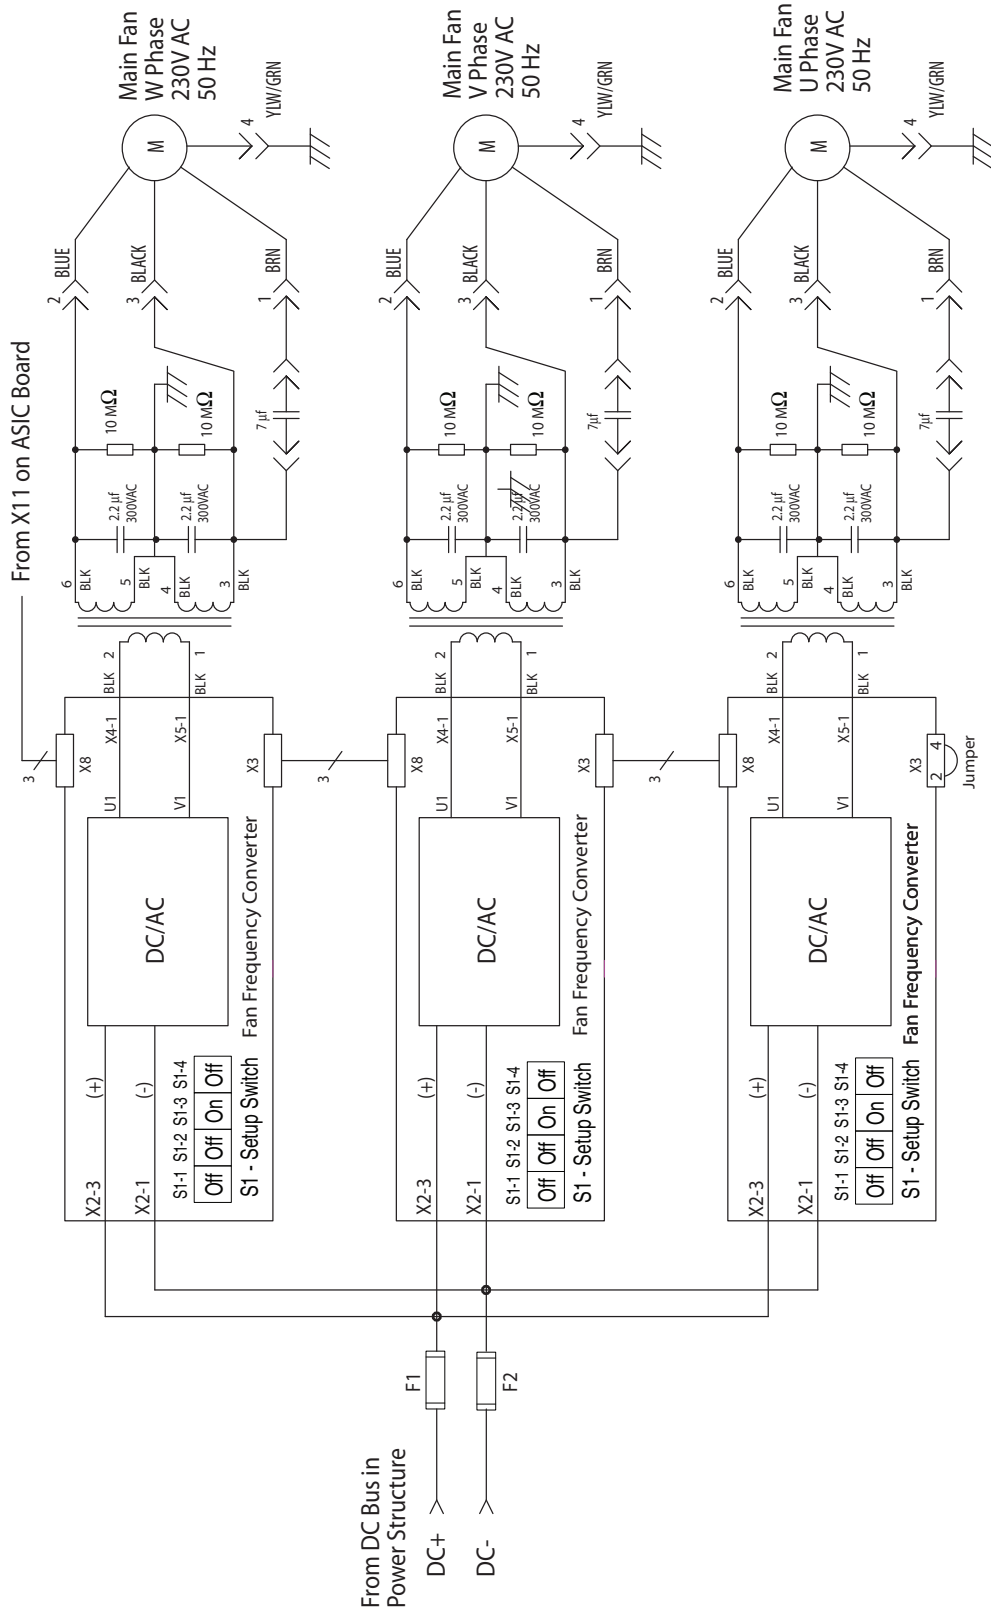 From DC Bus in
Power Structure
DC+
DC-
F1
F2
From X11 on ASIC Board
X2-3
X2-1
(+)
(-)
S1-1 S1-2 S1-3 S1-4
Off Off On Off
S1 - Setup Switch
DC/AC
Fan Frequency Converter
U1
V1
X4-1
X5-1
3
X8
X3
BLK 2
BLK 1
6
BLK
5
BLK
4
BLK
3
BLK
2.2 µf
300VAC
2.2 µf
300VAC
10 MΩ
10 MΩ
7µf
2
BLUE
3
BLACK
1
BRN
M
4
YLW/GRN
Main Fan
W Phase
230V AC
50 Hz
X2-3
X2-1
(+)
(-)
S1-1 S1-2 S1-3 S1-4
Off Off On Off
S1 - Setup Switch
DC/AC
Fan Frequency Converter
U1
V1
X4-1
X5-1
3
X8
X3
BLK 2
BLK 1
6
BLK
5
BLK
4
BLK
3
BLK
2.2 µf
300VAC
2.2 µf
300VAC
10 MΩ
10 MΩ
7µf
2
BLUE
3
BLACK
1
BRN
M
4
YLW/GRN
Main Fan
V Phase
230V AC
50 Hz
X2-3
X2-1
(+)
(-)
S1-1 S1-2 S1-3 S1-4
Off Off On Off
S1 - Setup Switch
DC/AC
Fan Frequency Converter
U1
V1
X4-1
X5-1
3
X8
X3
2 4
Jumper
BLK 2
BLK 1
6
BLK
5
BLK
4
BLK
3
BLK
2.2 µf
300VAC
2.2 µf
300VAC
10 MΩ
10 MΩ
7µf
2
BLUE
3
BLACK
1
BRN
M
4
YLW/GRN
Main Fan
U Phase
230V AC
50 Hz